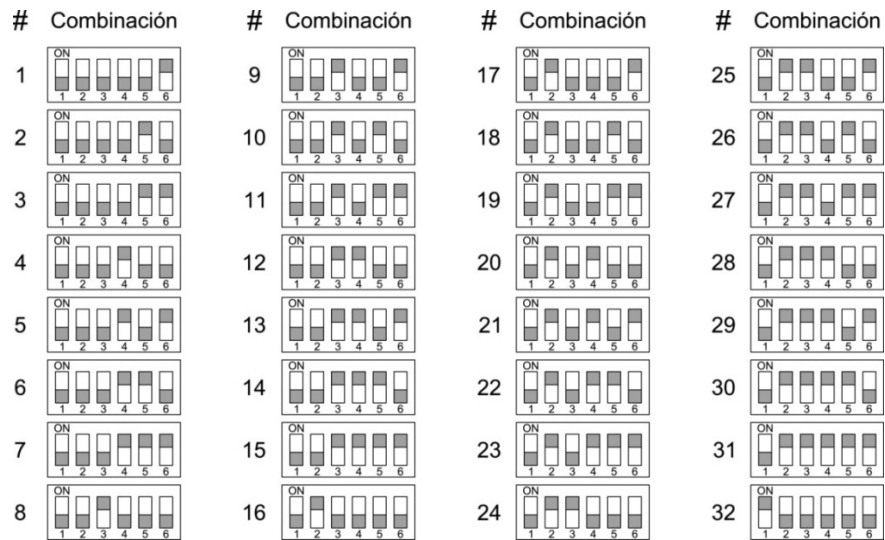 # Combinación # Combinación # Combinación # Combinación
1 ON 1 2 3 4 5 6 9 ON 1 2 3 4 5 6 17 ON 1 2 3 4 5 6 25 ON 1 2 3 4 5 6
2 ON 1 2 3 4 5 6 10 ON 1 2 3 4 5 6 18 ON 1 2 3 4 5 6 26 ON 1 2 3 4 5 6
3 ON 1 2 3 4 5 6 11 ON 1 2 3 4 5 6 19 ON 1 2 3 4 5 6 27 ON 1 2 3 4 5 6
4 ON 1 2 3 4 5 6 12 ON 1 2 3 4 5 6 20 ON 1 2 3 4 5 6 28 ON 1 2 3 4 5 6
5 ON 1 2 3 4 5 6 13 ON 1 2 3 4 5 6 21 ON 1 2 3 4 5 6 29 ON 1 2 3 4 5 6
6 ON 1 2 3 4 5 6 14 ON 1 2 3 4 5 6 22 ON 1 2 3 4 5 6 30 ON 1 2 3 4 5 6
7 ON 1 2 3 4 5 6 15 ON 1 2 3 4 5 6 23 ON 1 2 3 4 5 6 31 ON 1 2 3 4 5 6
8 ON 1 2 3 4 5 6 16 ON 1 2 3 4 5 6 24 ON 1 2 3 4 5 6 32 ON 1 2 3 4 5 6